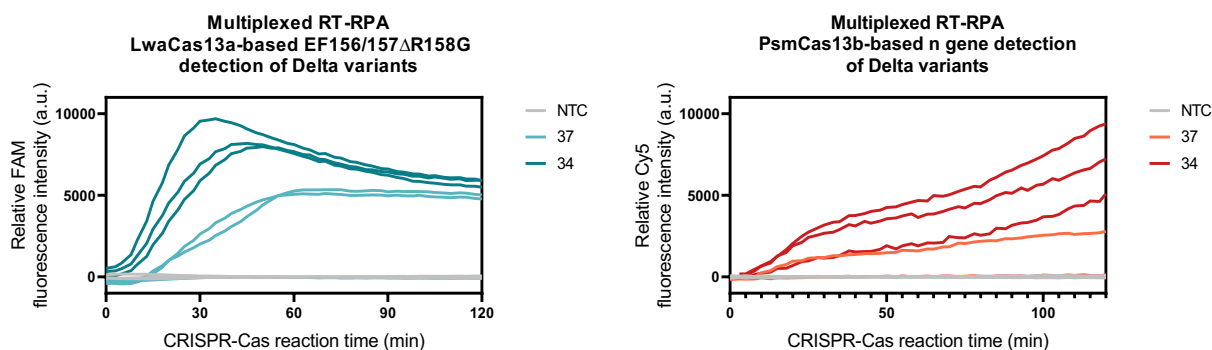 Multiplexed RT-RPA
LwaCas13a-based EF156/157ΔR158G
detection of Delta variants
Relative FAM
fluorescence intensity (a.u.)
10000
5000
0
0
30
60
90
120
CRISPR-Cas reaction time (min)
NTC
37
34
Multiplexed RT-RPA
PsmCas13b-based n gene detection
of Delta variants
Relative Cy5
fluorescence intensity (a.u.)
10000
5000
0
0
50
100
CRISPR-Cas reaction time (min)
NTC
37
34